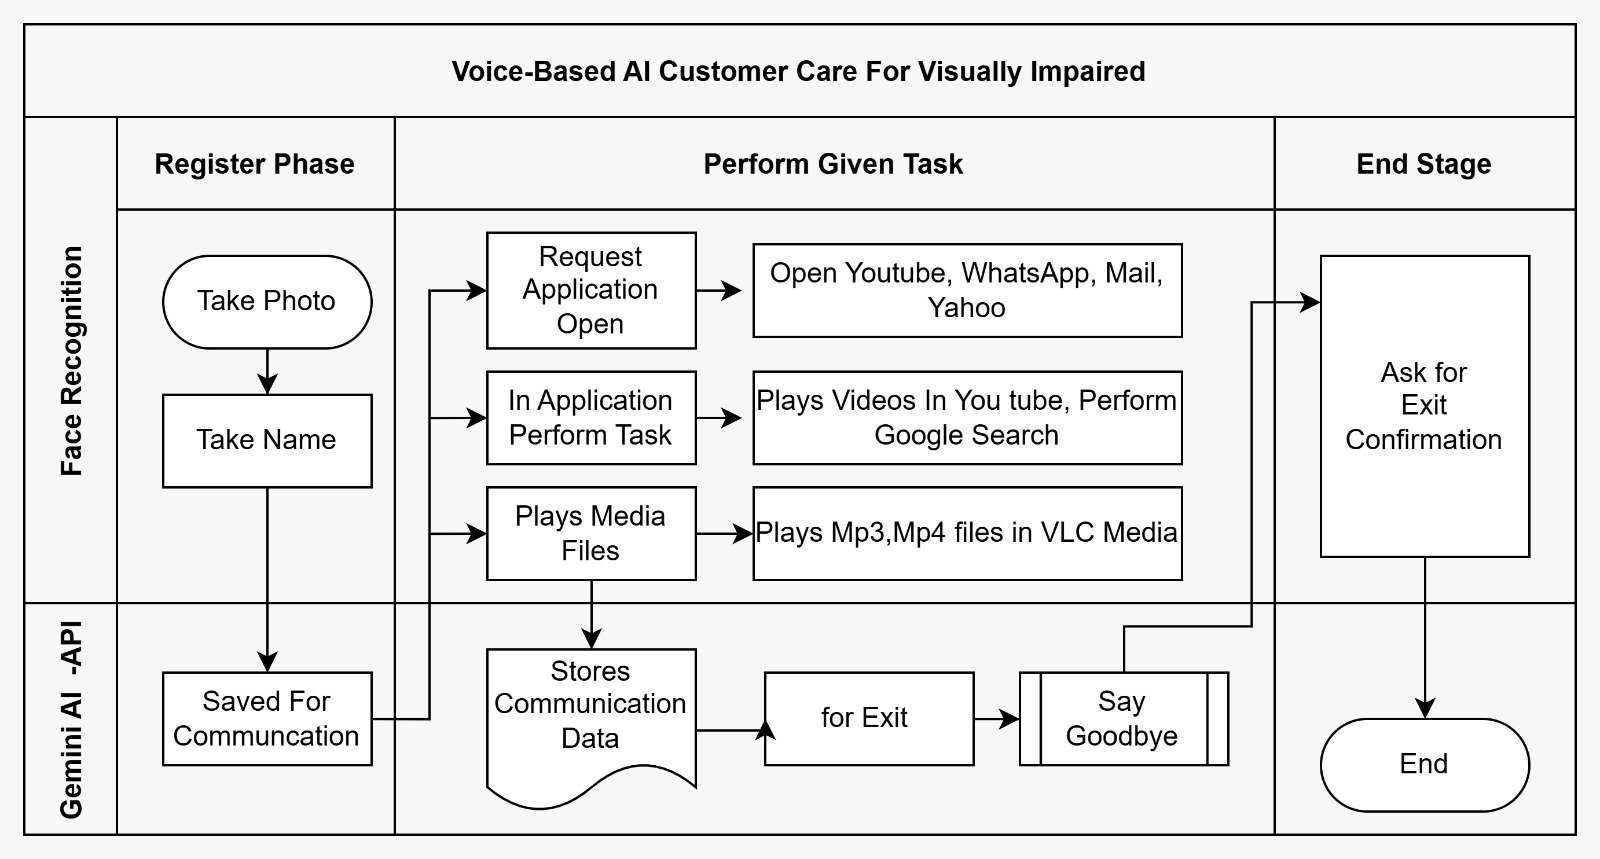 Voice-Based AI Customer Care For Visually Impaired
Register Phase
Perform Given Task
End Stage
Face Recognition
Take Photo
Take Name
Request
Application
Open
Open Youtube, WhatsApp, Mail,
Yahoo
In Application
Perform Task
Plays Videos In You tube, Perform
Google Search
Plays Media
Files
Plays Mp3,Mp4 files in VLC Media
Ask for
Exit
Confirmation
Gemini AI -API
Saved For
Communcation
Stores
Communication
Data
for Exit
Say
Goodbye
End